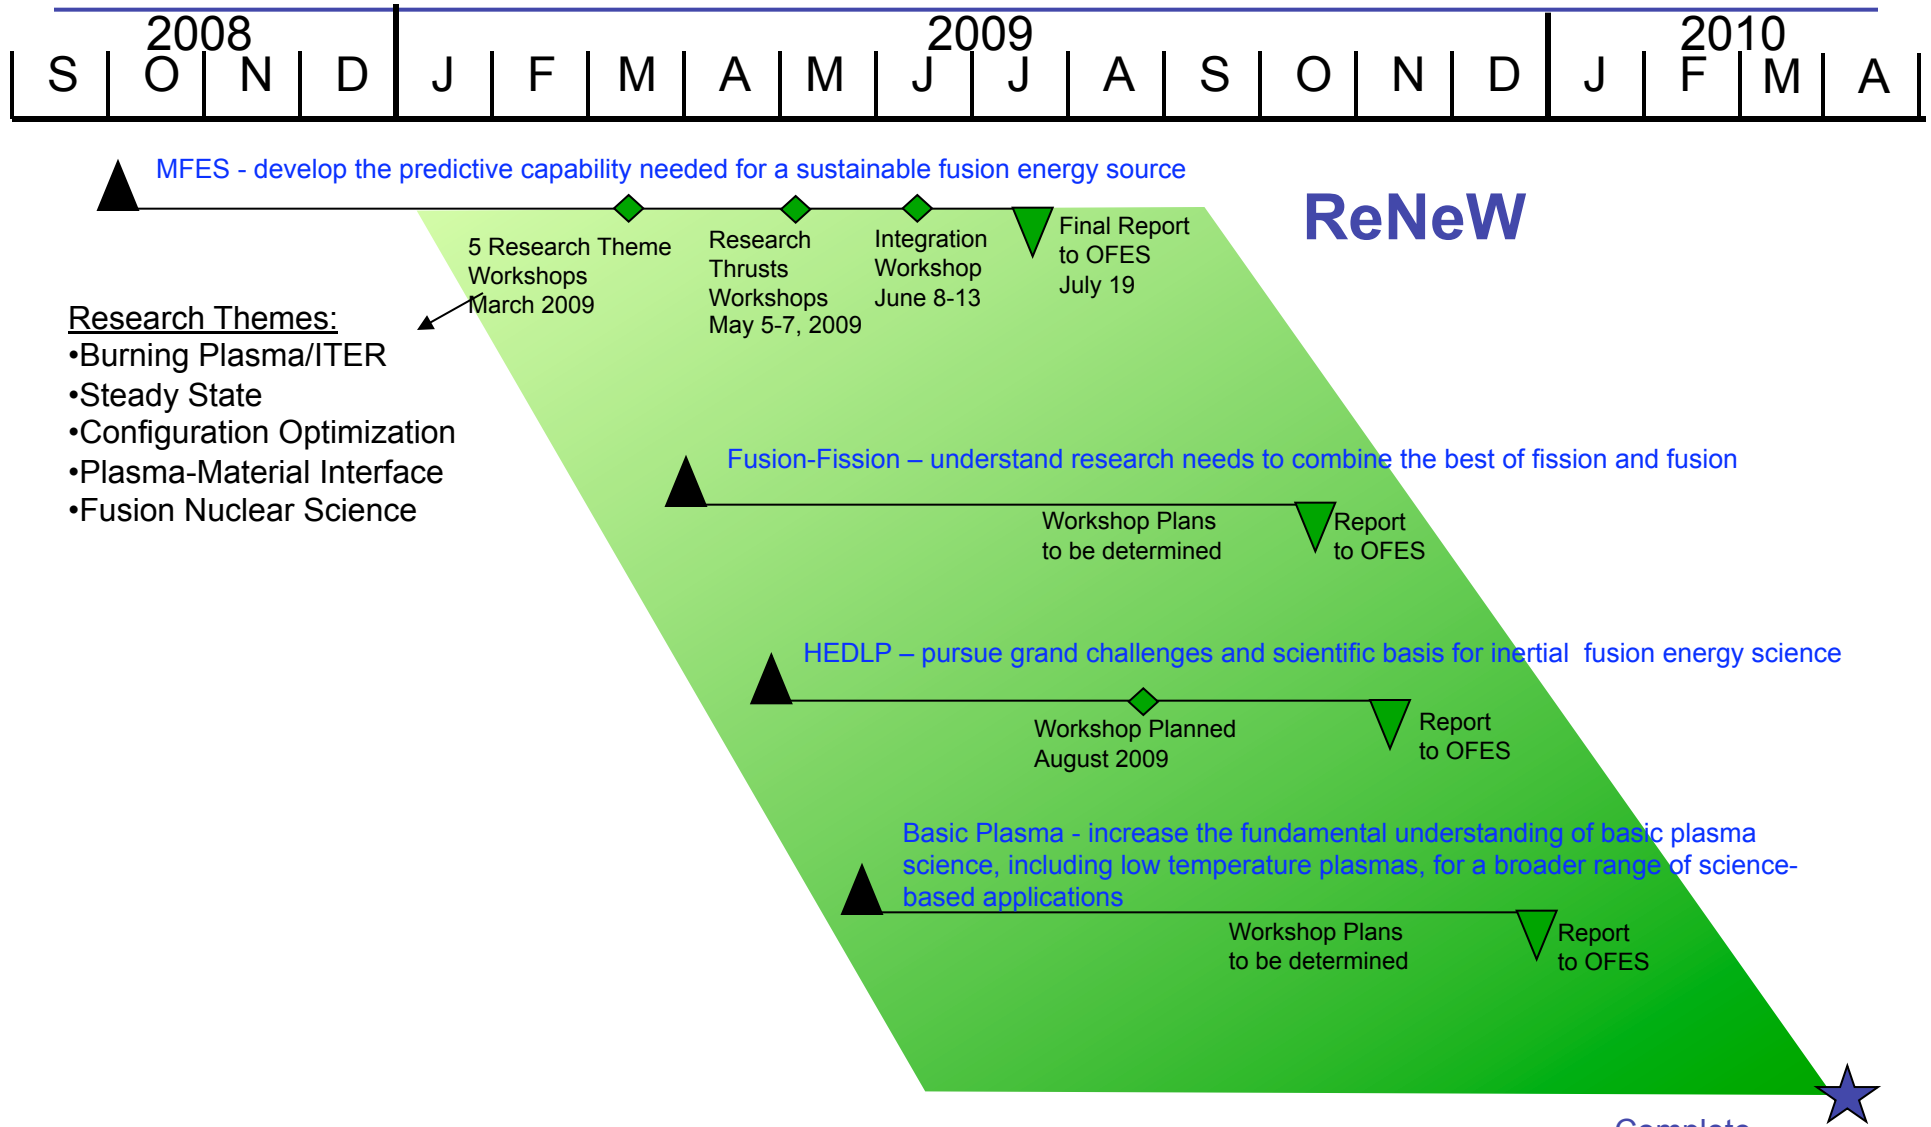 2008 2009 2010
S O N D J F M A M J J A S O N D J F M A
MFES - develop the predictive capability needed for a sustainable fusion energy source
ReNeW
5 Research Theme
Workshops
March 2009
Research
Thrusts
Workshops
May 5-7, 2009
Integration
Workshop
June 8-13
Final Report
to OFES
July 19
Research Themes:
•Burning Plasma/ITER
•Steady State
•Configuration Optimization
•Plasma-Material Interface
•Fusion Nuclear Science
Fusion-Fission – understand research needs to combine the best of fission and fusion
Workshop Plans
to be determined
Report
to OFES
HEDLP – pursue grand challenges and scientific basis for inertial  fusion energy science
Workshop Planned
August 2009
Report
to OFES
Basic Plasma - increase the fundamental understanding of basic plasma
science, including low temperature plasmas, for a broader range of science-
based applications
Workshop Plans
to be determined
Report
to OFES
Complete